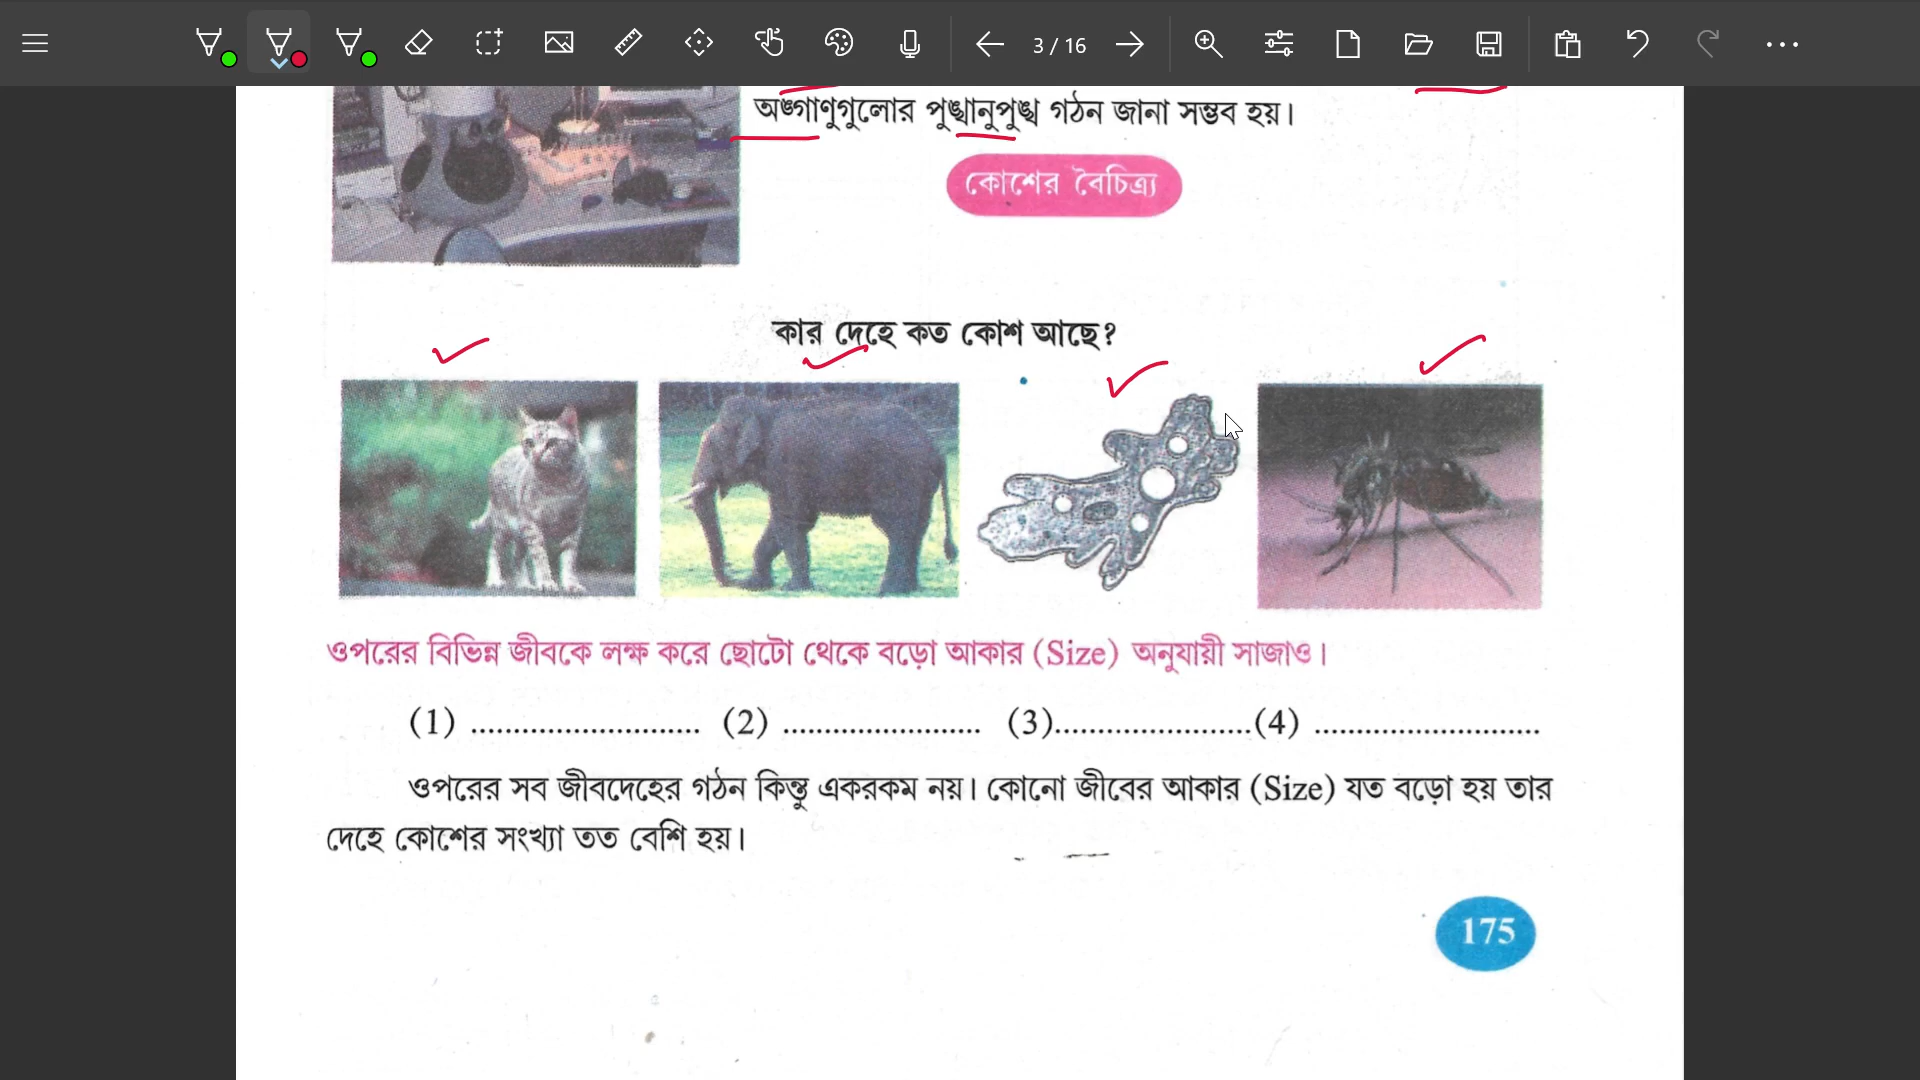 3 / 16
অঙ্গাণুগুলোর পুঙ্খানুপুঙ্খ গঠন জানা সম্ভব হয়।
কোশের বৈচিত্র্য
কার দেহে কত কোশ আছে?
ওপরের বিভিন্ন জীবকে লক্ষ করে ছোটো থেকে বড়ো আকার (Size) অনুযায়ী সাজাও।
(1) ........................... (2) ....................... (3).......................(4) ..........................
ওপরের সব জীবদেহের গঠন কিন্তু একরকম নয়। কোনো জীবের আকার (Size) যত বড়ো হয় তার
দেহে কোশের সংখ্যা তত বেশি হয়।
175